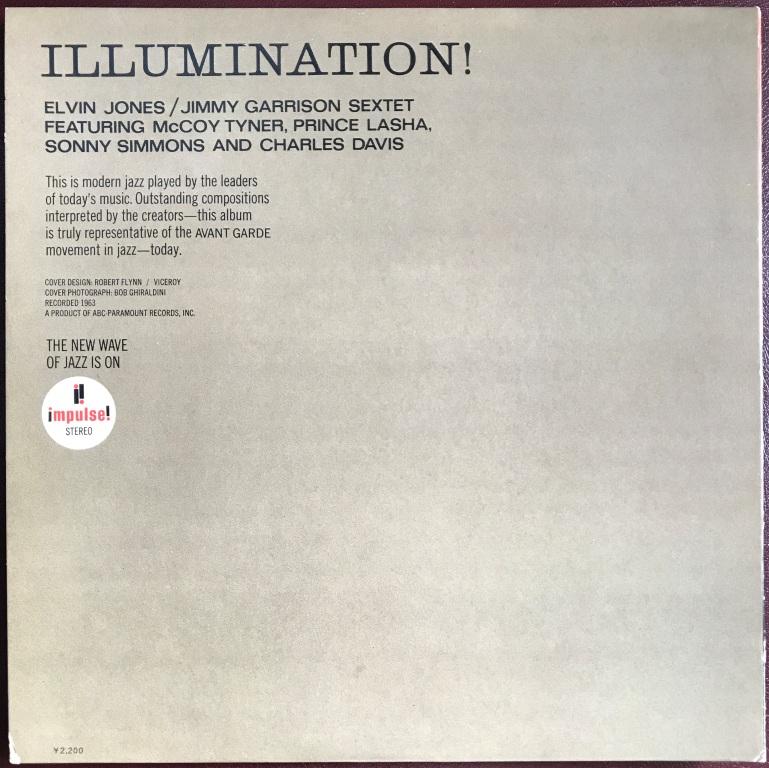 ILLUMINATION!
ELVIN JONES/JIMMY GARRISON SEXTET
FEATURING McCOY TYNER, PRINCE LASHA,
SONNY SIMMONS AND CHARLES DAVIS
This is modern jazz played by the leaders
of today's music. Outstanding compositions
interpreted by the creators—this album
is truly representative of the AVANT GARDE
movement in jazz—today.
COVER DESIGN: ROBERT FLYNN / VICEROY
COVER PHOTOGRAPH: BOB GHIRALDINI
RECORDED 1963
A PRODUCT OF ABC-PARAMOUNT RECORDS, INC.
THE NEW WAVE
OF JAZZ IS ON
i!
impulse!
STEREO
¥2,200